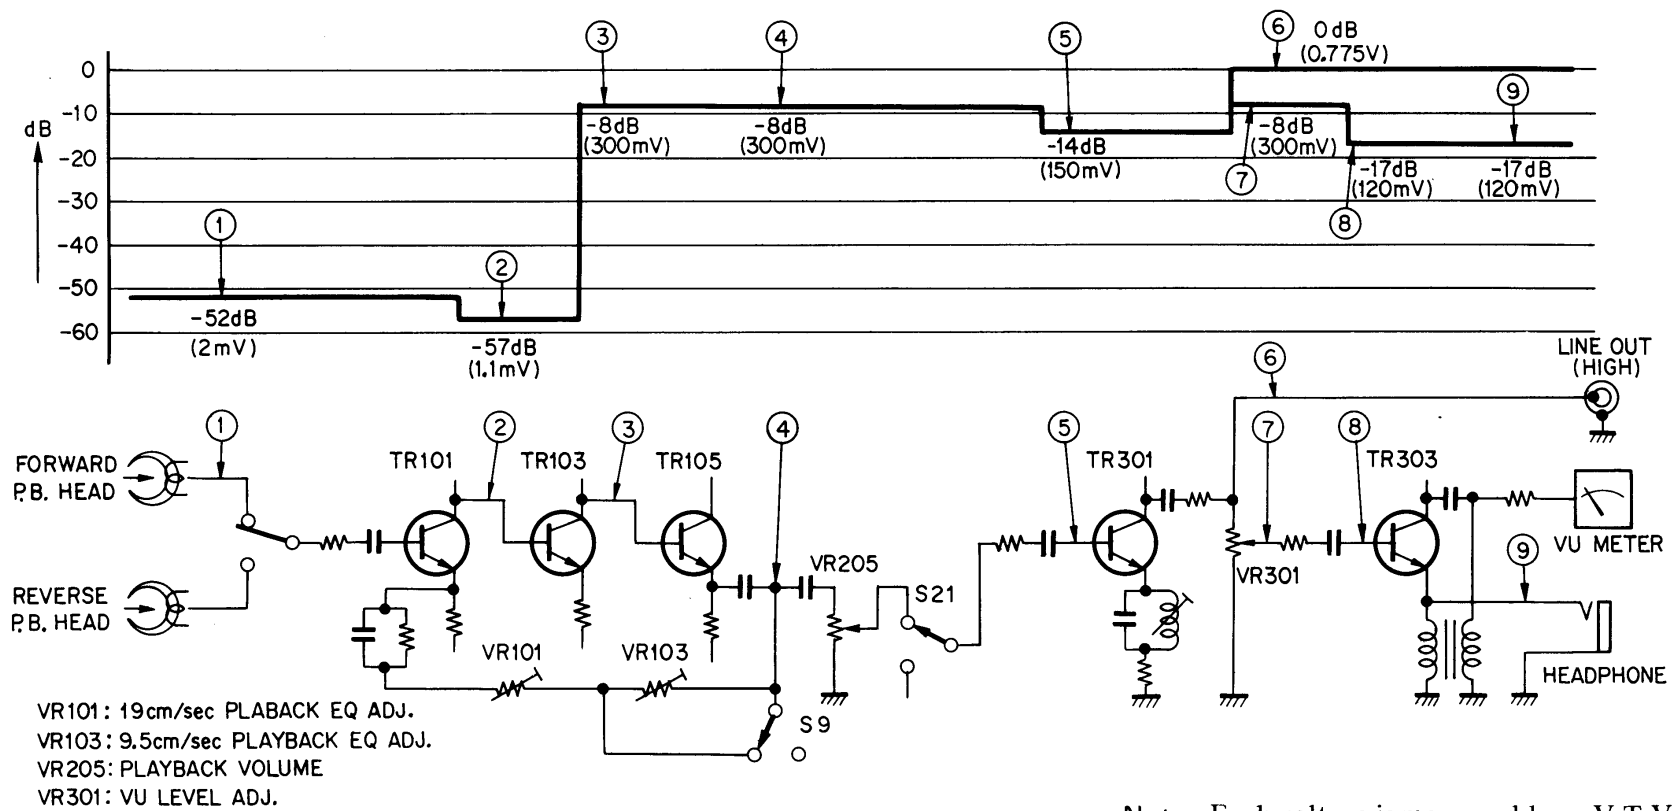 ③
④
⑤
⑥ 0dB
(0.775V)
0
⑨
-10
dB
-8dB
(300mV)
-8dB
(300mV)
-14dB
(150mV)
-8dB
(300mV)
-20
⑦
-17dB
(120mV)
-17dB
(120mV)
-30
①
⑧
-40
②
-50
-52dB
(2mV)
-60
-57dB
(1.1mV)
LINE OUT
(HIGH)
⑥
①
②
③
④
⑤
⑦
⑧
FORWARD
P.B. HEAD
TR101
TR103
TR105
TR301
TR303
VU METER
⑨
REVERSE
P.B. HEAD
VR205
S21
VR301
VR101
VR103
HEADPHONE
S9
VR101: 19cm/sec PLABACK EQ ADJ.
VR103: 9.5cm/sec PLAYBACK EQ ADJ.
VR205: PLAYBACK VOLUME
VR301: VU LEVEL ADJ.